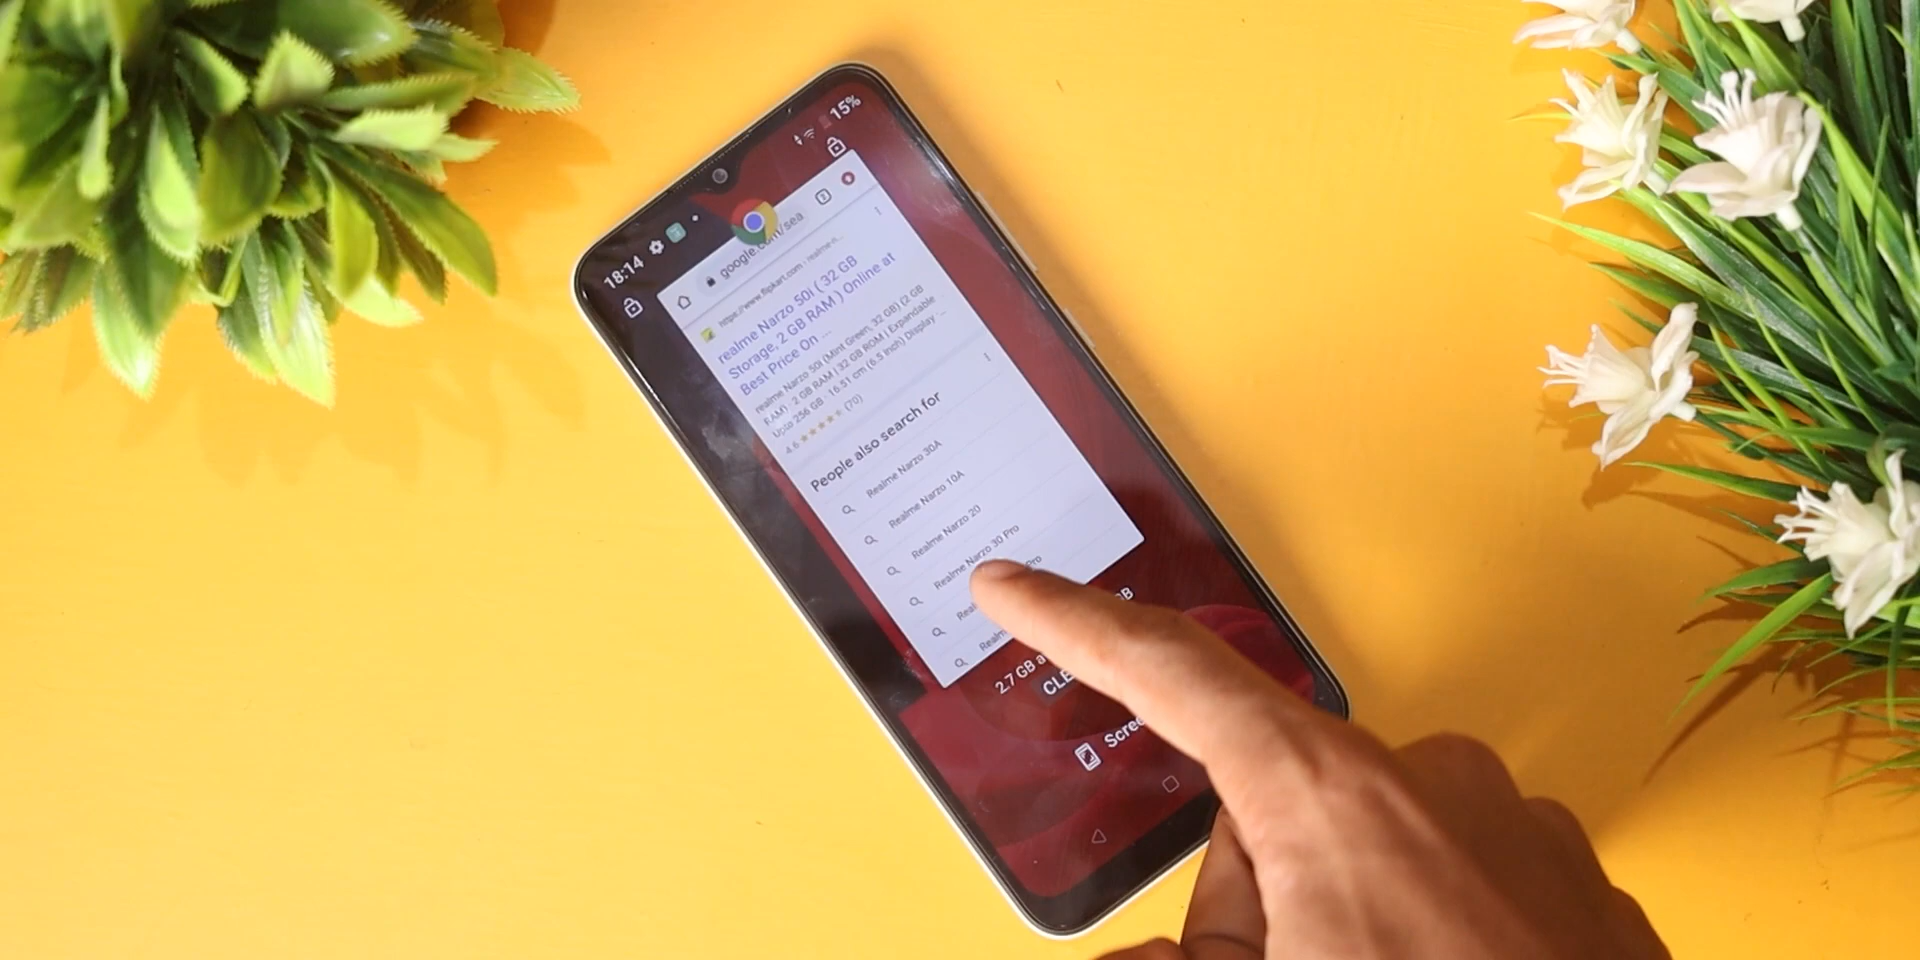 18:14
15%
google.com/sea
https://www.flipkart.com › realme-n...
realme Narzo 50i ( 32 GB
Storage, 2 GB RAM ) Online at
Best Price On ...
realme Narzo 50i (Mint Green, 32 GB) (2 GB
RAM) · 2 GB RAM | 32 GB ROM | Expandable
Upto 256 GB · 16.51 cm (6.5 inch) Display ...
4.6 (70)
People also search for
Realme Narzo 30A
Realme Narzo 10A
Realme Narzo 20
Realme Narzo 30 Pro
Pro
Realm
2.7 GB a
GB
CLE
Scree